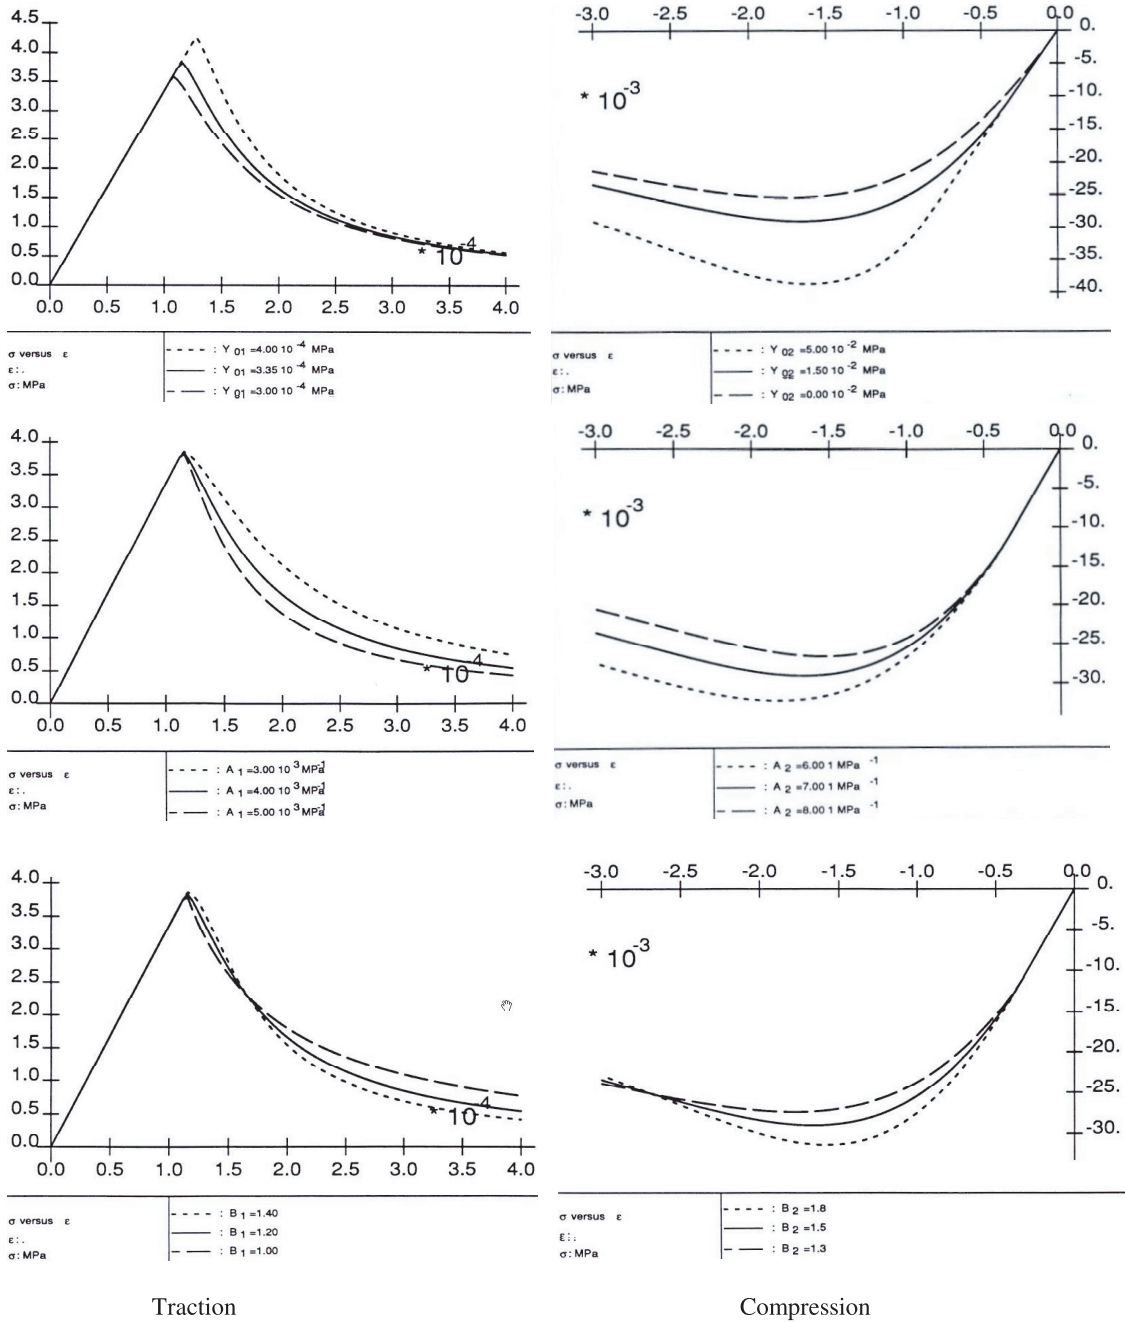 4.5
4.0
3.5
3.0
2.5
2.0
1.5
1.0
0.0
0.0 0.5 1.0 1.5 2.0 2.5 3.0 3.5 4.0
* 10 -4
σ versus ε
ε:.
σ:MPa
: Y 01 =4.00 10 -4 MPa
: Y 01 =3.35 10 -4 MPa
: Y 01 =3.00 10 -4 MPa
-3.0 -2.5 -2.0 -1.5 -1.0 -0.5 0.0
0.
-5.
-10.
-15.
-20.
-25.
-30.
-35.
-40.
* 10 -3
σ versus ε
ε:.
σ:MPa
: Y 02 =5.00 10 -2 MPa
: Y 02 =1.50 10 -2 MPa
: Y 02 =0.00 10 -2 MPa
4.0
3.5
3.0
2.5
2.0
1.5
1.0
0.5
0.0
0.0 0.5 1.0 1.5 2.0 2.5 3.0 3.5 4.0
* 10 -4
σ versus ε
ε:.
σ:MPa
: A 1 =3.00 10 3 MPa -1
: A 1 =4.00 10 3 MPa -1
: A 1 =5.00 10 3 MPa -1
-3.0 -2.5 -2.0 -1.5 -1.0 -0.5 0.0
0.
-5.
-10.
-15.
-20.
-25.
-30.
* 10 -3
σ versus ε
ε:.
σ:MPa
: A 2 =6.00 1 MPa -1
: A 2 =7.00 1 MPa -1
: A 2 =8.00 1 MPa -1
4.0
3.5
3.0
2.5
2.0
1.5
1.0
0.5
0.0
0.0 0.5 1.0 1.5 2.0 2.5 3.0 3.5 4.0
* 10 -4
σ versus ε
ε:.
σ:MPa
: B 1 =1.40
: B 1 =1.20
: B 1 =1.00
-3.0 -2.5 -2.0 -1.5 -1.0 -0.5 0.0
0.
-5.
-10.
-15.
-20.
-25.
-30.
* 10 -3
σ versus ε
ε:.
σ:MPa
: B 2 =1.8
: B 2 =1.5
: B 2 =1.3
Traction Compression